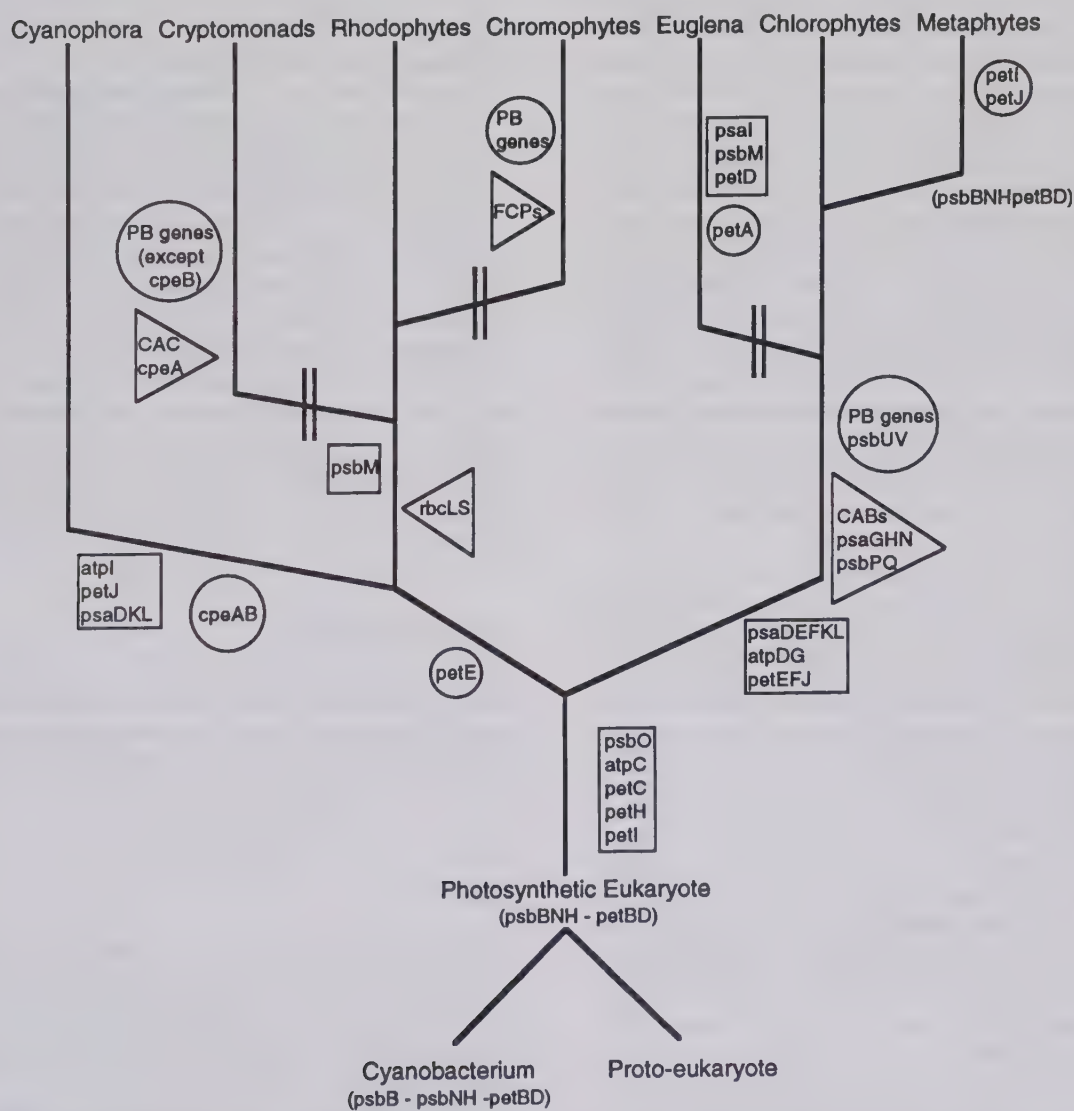 Cyanophora Cryptomonads Rhodophytes Chromophytes Euglena Chlorophytes Metaphytes
petI
petJ
PB
genes
psaI
psbM
petD
FCPs
(psbBNHpetBD)
PB genes
(except
cpeB)
petA
CAC
cpeA
PB genes
psbUV
psbM
rbcLS
CABs
psaGHN
psbPQ
atpI
petJ
psaDKL
cpeAB
psaDEFKL
atpDG
petEFJ
petE
psbO
atpC
petC
petH
petI
Photosynthetic Eukaryote
(psbBNH - petBD)
Cyanobacterium
(psbB - psbNH -petBD)
Proto-eukaryote